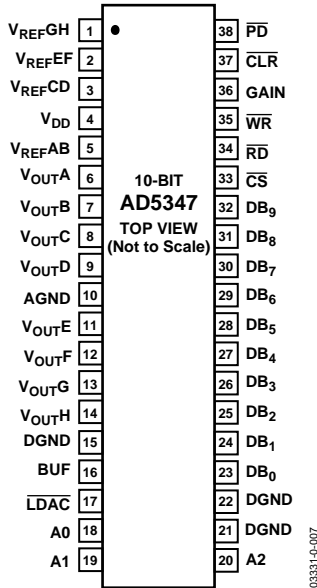 VREFGH 1
VREFEF 2
VREFCD 3
VDD 4
VREFAB 5
VOUTA 6
VOUTB 7
VOUTC 8
VOUTD 9
AGND 10
VOUTE 11
VOUTF 12
VOUTG 13
VOUTH 14
DGND 15
BUF 16
LDAC 17
A0 18
A1 19
10-BIT
AD5347
TOP VIEW
(Not to Scale)
38 PD
37 CLR
36 GAIN
35 WR
34 RD
33 CS
32 DB9
31 DB8
30 DB7
29 DB6
28 DB5
27 DB4
26 DB3
25 DB2
24 DB1
23 DB0
22 DGND
21 DGND
20 A2
03331-0-007